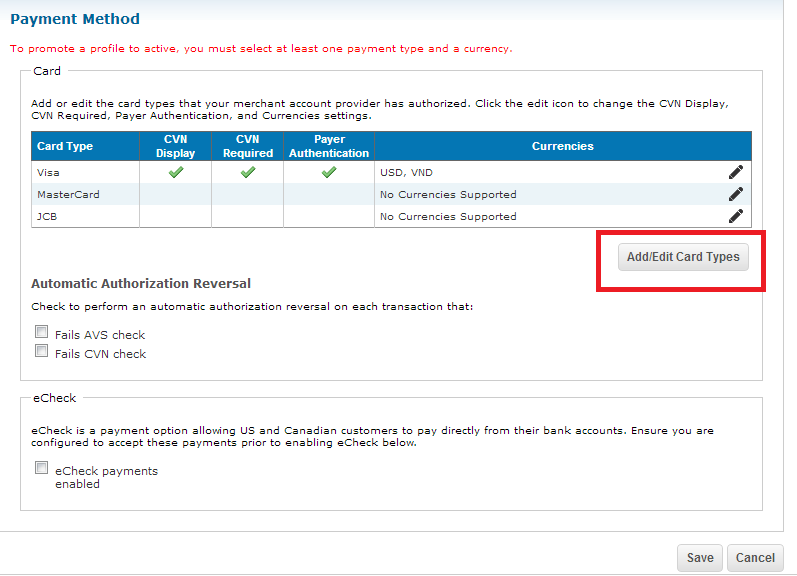 Payment Method
To promote a profile to active, you must select at least one payment type and a currency.
Card
Add or edit the card types that your merchant account provider has authorized. Click the edit icon to change the CVN Display,
CVN Required, Payer Authentication, and Currencies settings.
Card Type CVN Display CVN Required Payer Authentication Currencies
Visa USD, VND
MasterCard No Currencies Supported
JCB No Currencies Supported
Add/Edit Card Types
Automatic Authorization Reversal
Check to perform an automatic authorization reversal on each transaction that:
Fails AVS check
Fails CVN check
eCheck
eCheck is a payment option allowing US and Canadian customers to pay directly from their bank accounts. Ensure you are
configured to accept these payments prior to enabling eCheck below.
eCheck payments
enabled
Save Cancel